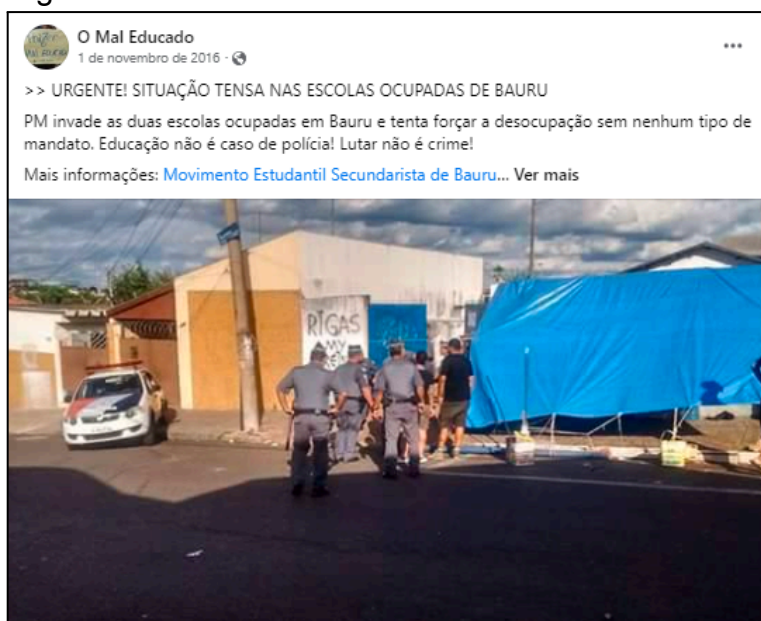 O Mal Educado
1 de novembro de 2016 ·
>> URGENTE! SITUAÇÃO TENSA NAS ESCOLAS OCUPADAS DE BAURU
PM invade as duas escolas ocupadas em Bauru e tenta forçar a desocupação sem nenhum tipo de
mandato. Educação não é caso de polícia! Lutar não é crime!
Mais informações: Movimento Estudantil Secundarista de Bauru... Ver mais
RIGAS
MY